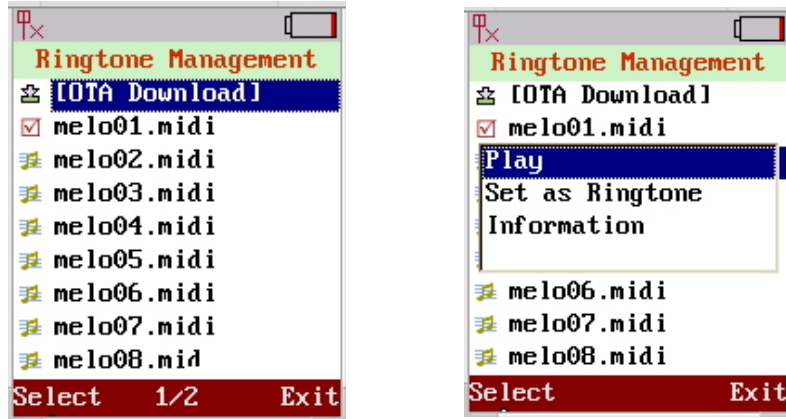 Ringtone Management
[OTA Download]
melo01.midi
melo02.midi
melo03.midi
melo04.midi
melo05.midi
melo06.midi
melo07.midi
melo08.mid
Select 1/2 Exit
Ringtone Management
[OTA Download]
melo01.midi
Play
Set as Ringtone
Information
melo06.midi
melo07.midi
melo08.midi
Select Exit